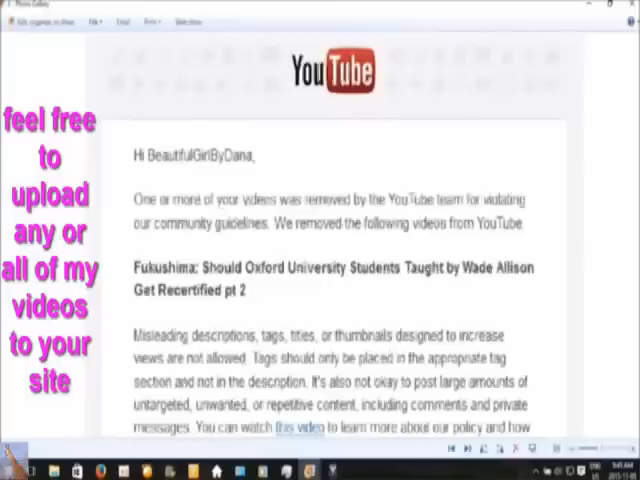 Photo Gallery
File
Print
Email
YouTube
feel free
to
upload
any or
all of my
videos
to your
site
Hi BeautifulGirlByDana,
One or more of your videos was removed by the YouTube team for violating
our community guidelines. We removed the following videos from YouTube
Fukushima: Should Oxford University Students Taught by Wade Allison
Get Recertified pt 2
Misleading descriptions, tags, titles, or thumbnails designed to increase
views are not allowed. Tags should only be placed in the appropriate tag
section and not in the description. It's also not okay to post large amounts of
untargeted, unwanted, or repetitive content, including comments and private
messages. You can watch this video to learn more about our policy and how